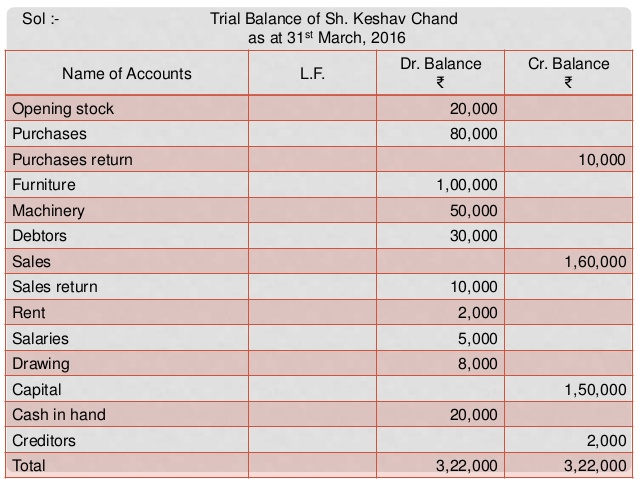 Sol :-
Trial Balance of Sh. Keshav Chand
as at 31st March, 2016
Name of Accounts L.F. Dr. Balance ₹ Cr. Balance ₹
Opening stock 20,000
Purchases 80,000
Purchases return 10,000
Furniture 1,00,000
Machinery 50,000
Debtors 30,000
Sales 1,60,000
Sales return 10,000
Rent 2,000
Salaries 5,000
Drawing 8,000
Capital 1,50,000
Cash in hand 20,000
Creditors 2,000
Total 3,22,000 3,22,000